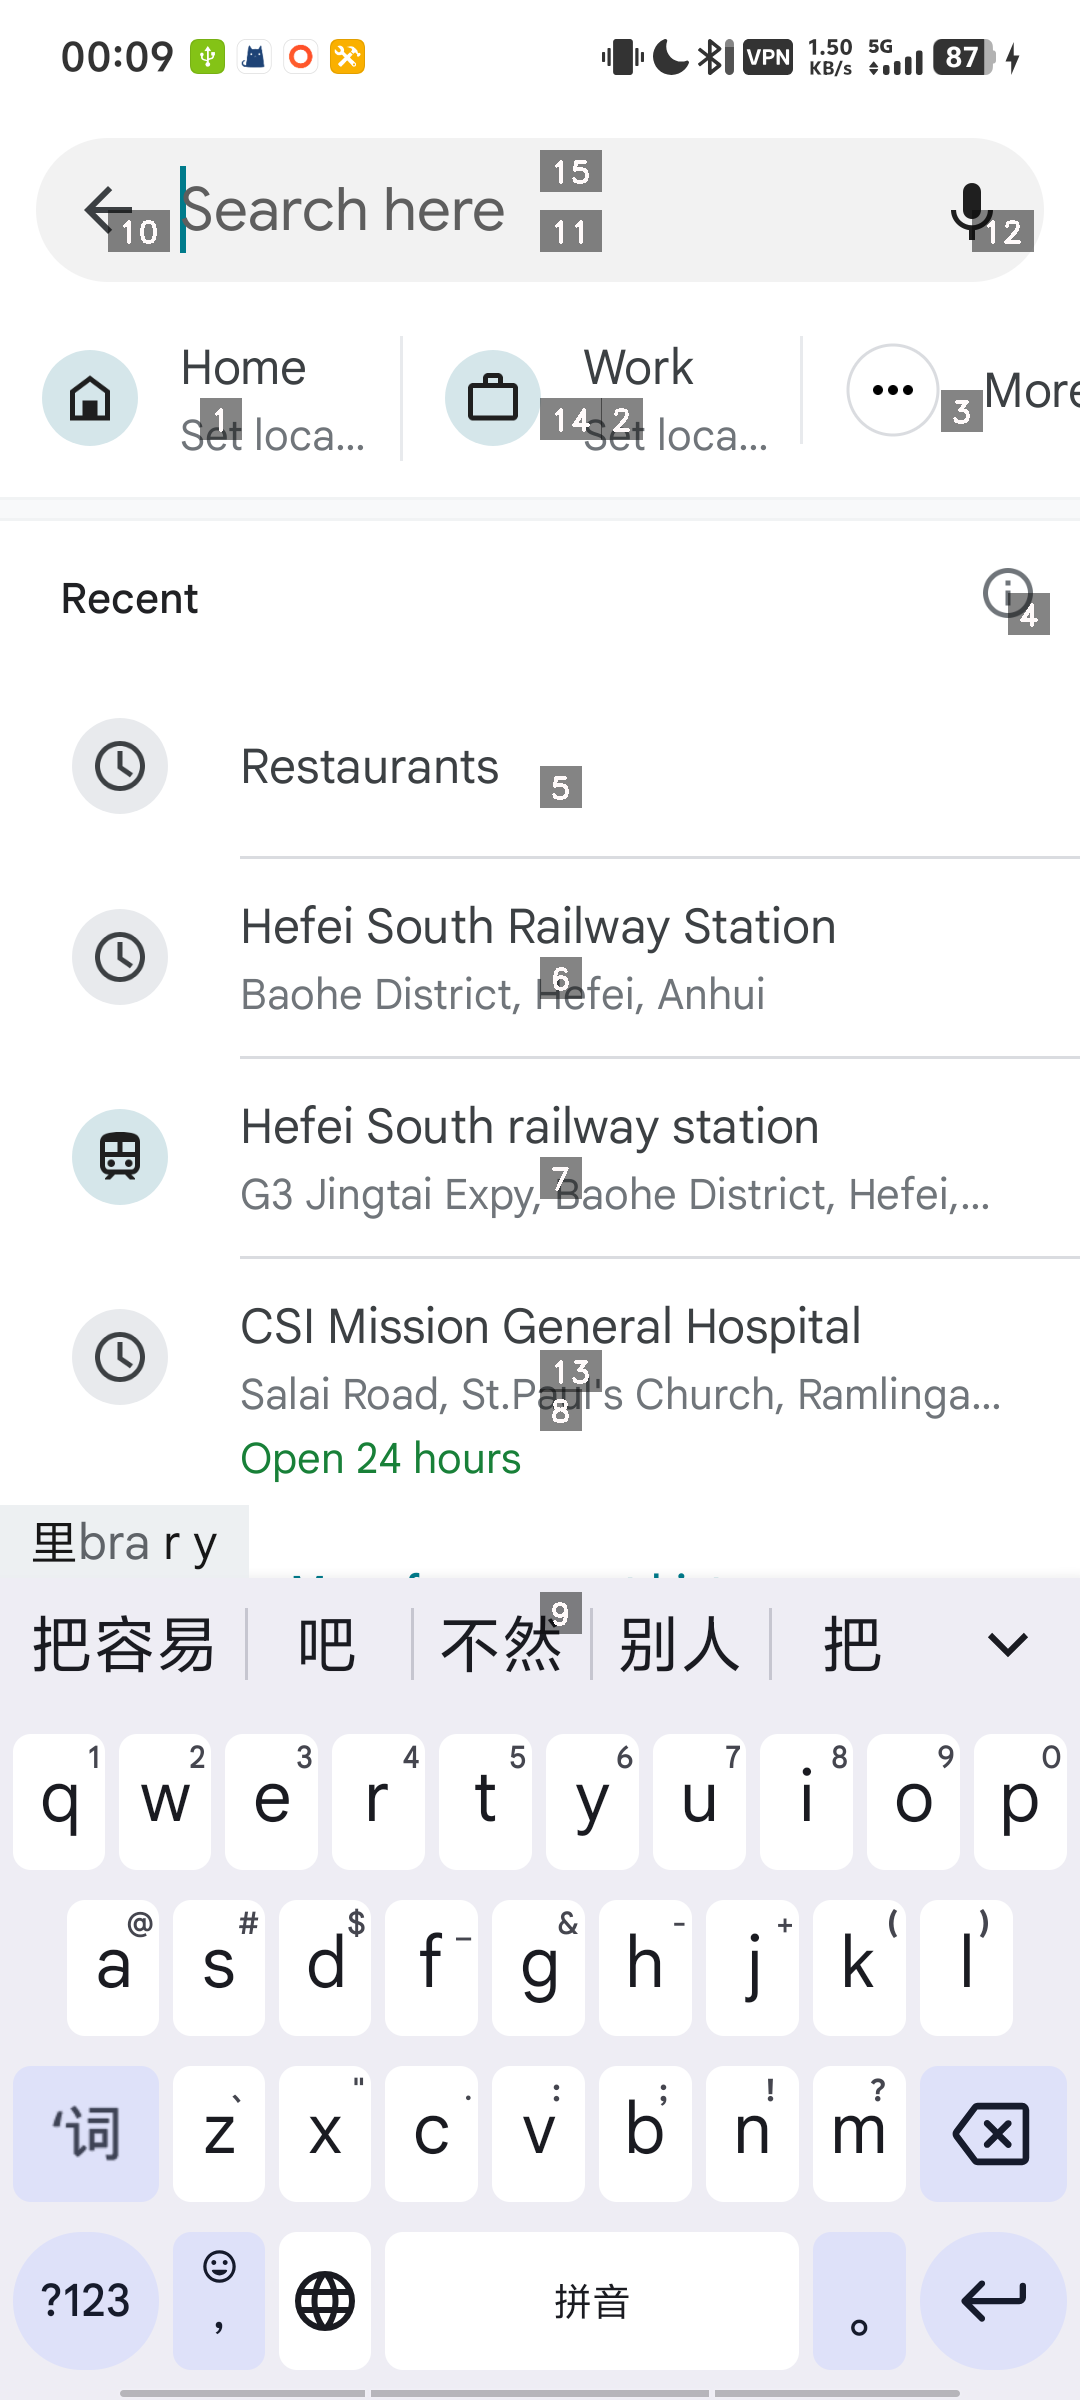 00:09 VPN 1.50 KB/s 5G 87
15
Search here
10 11 12
Home Work More
Set loca... Set loca...
1 14 2 3
Recent
4
Restaurants
5
Hefei South Railway Station
6
Baohe District, Hefei, Anhui
Hefei South railway station
7
G3 Jingtai Expy, Baohe District, Hefei,...
CSI Mission General Hospital
13
Salai Road, St.Paul's Church, Ramlinga...
8
Open 24 hours
里bra r y
9
把容易 吧 不然 别人 把
1 2 3 4 5 6 7 8 9 0
q w e r t y u i o p
@ # $ _ & - + ( )
a s d f g h j k l
、 " . : ; ! ?
‘词 z x c v b n m
?123 , 拼音 。